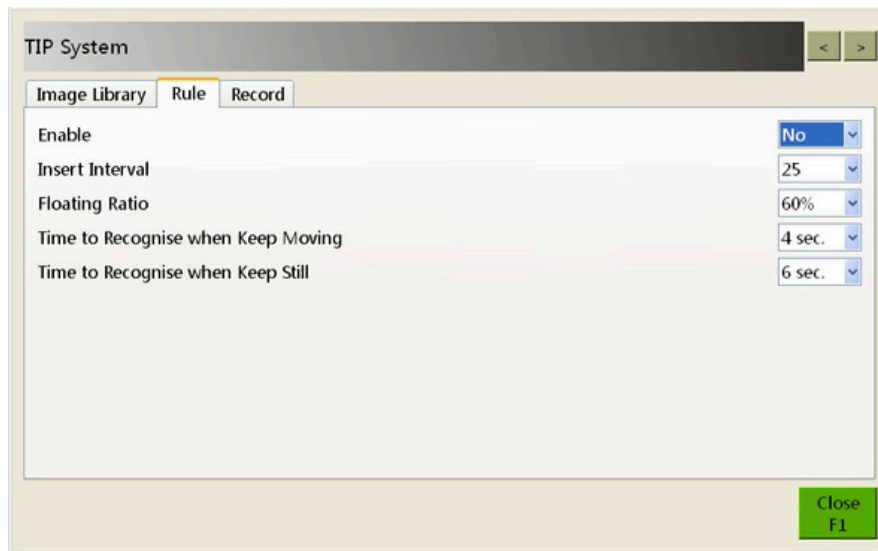 TIP System
< >
Image Library Rule Record
Enable No
Insert Interval 25
Floating Ratio 60%
Time to Recognise when Keep Moving 4 sec.
Time to Recognise when Keep Still 6 sec.
Close
F1